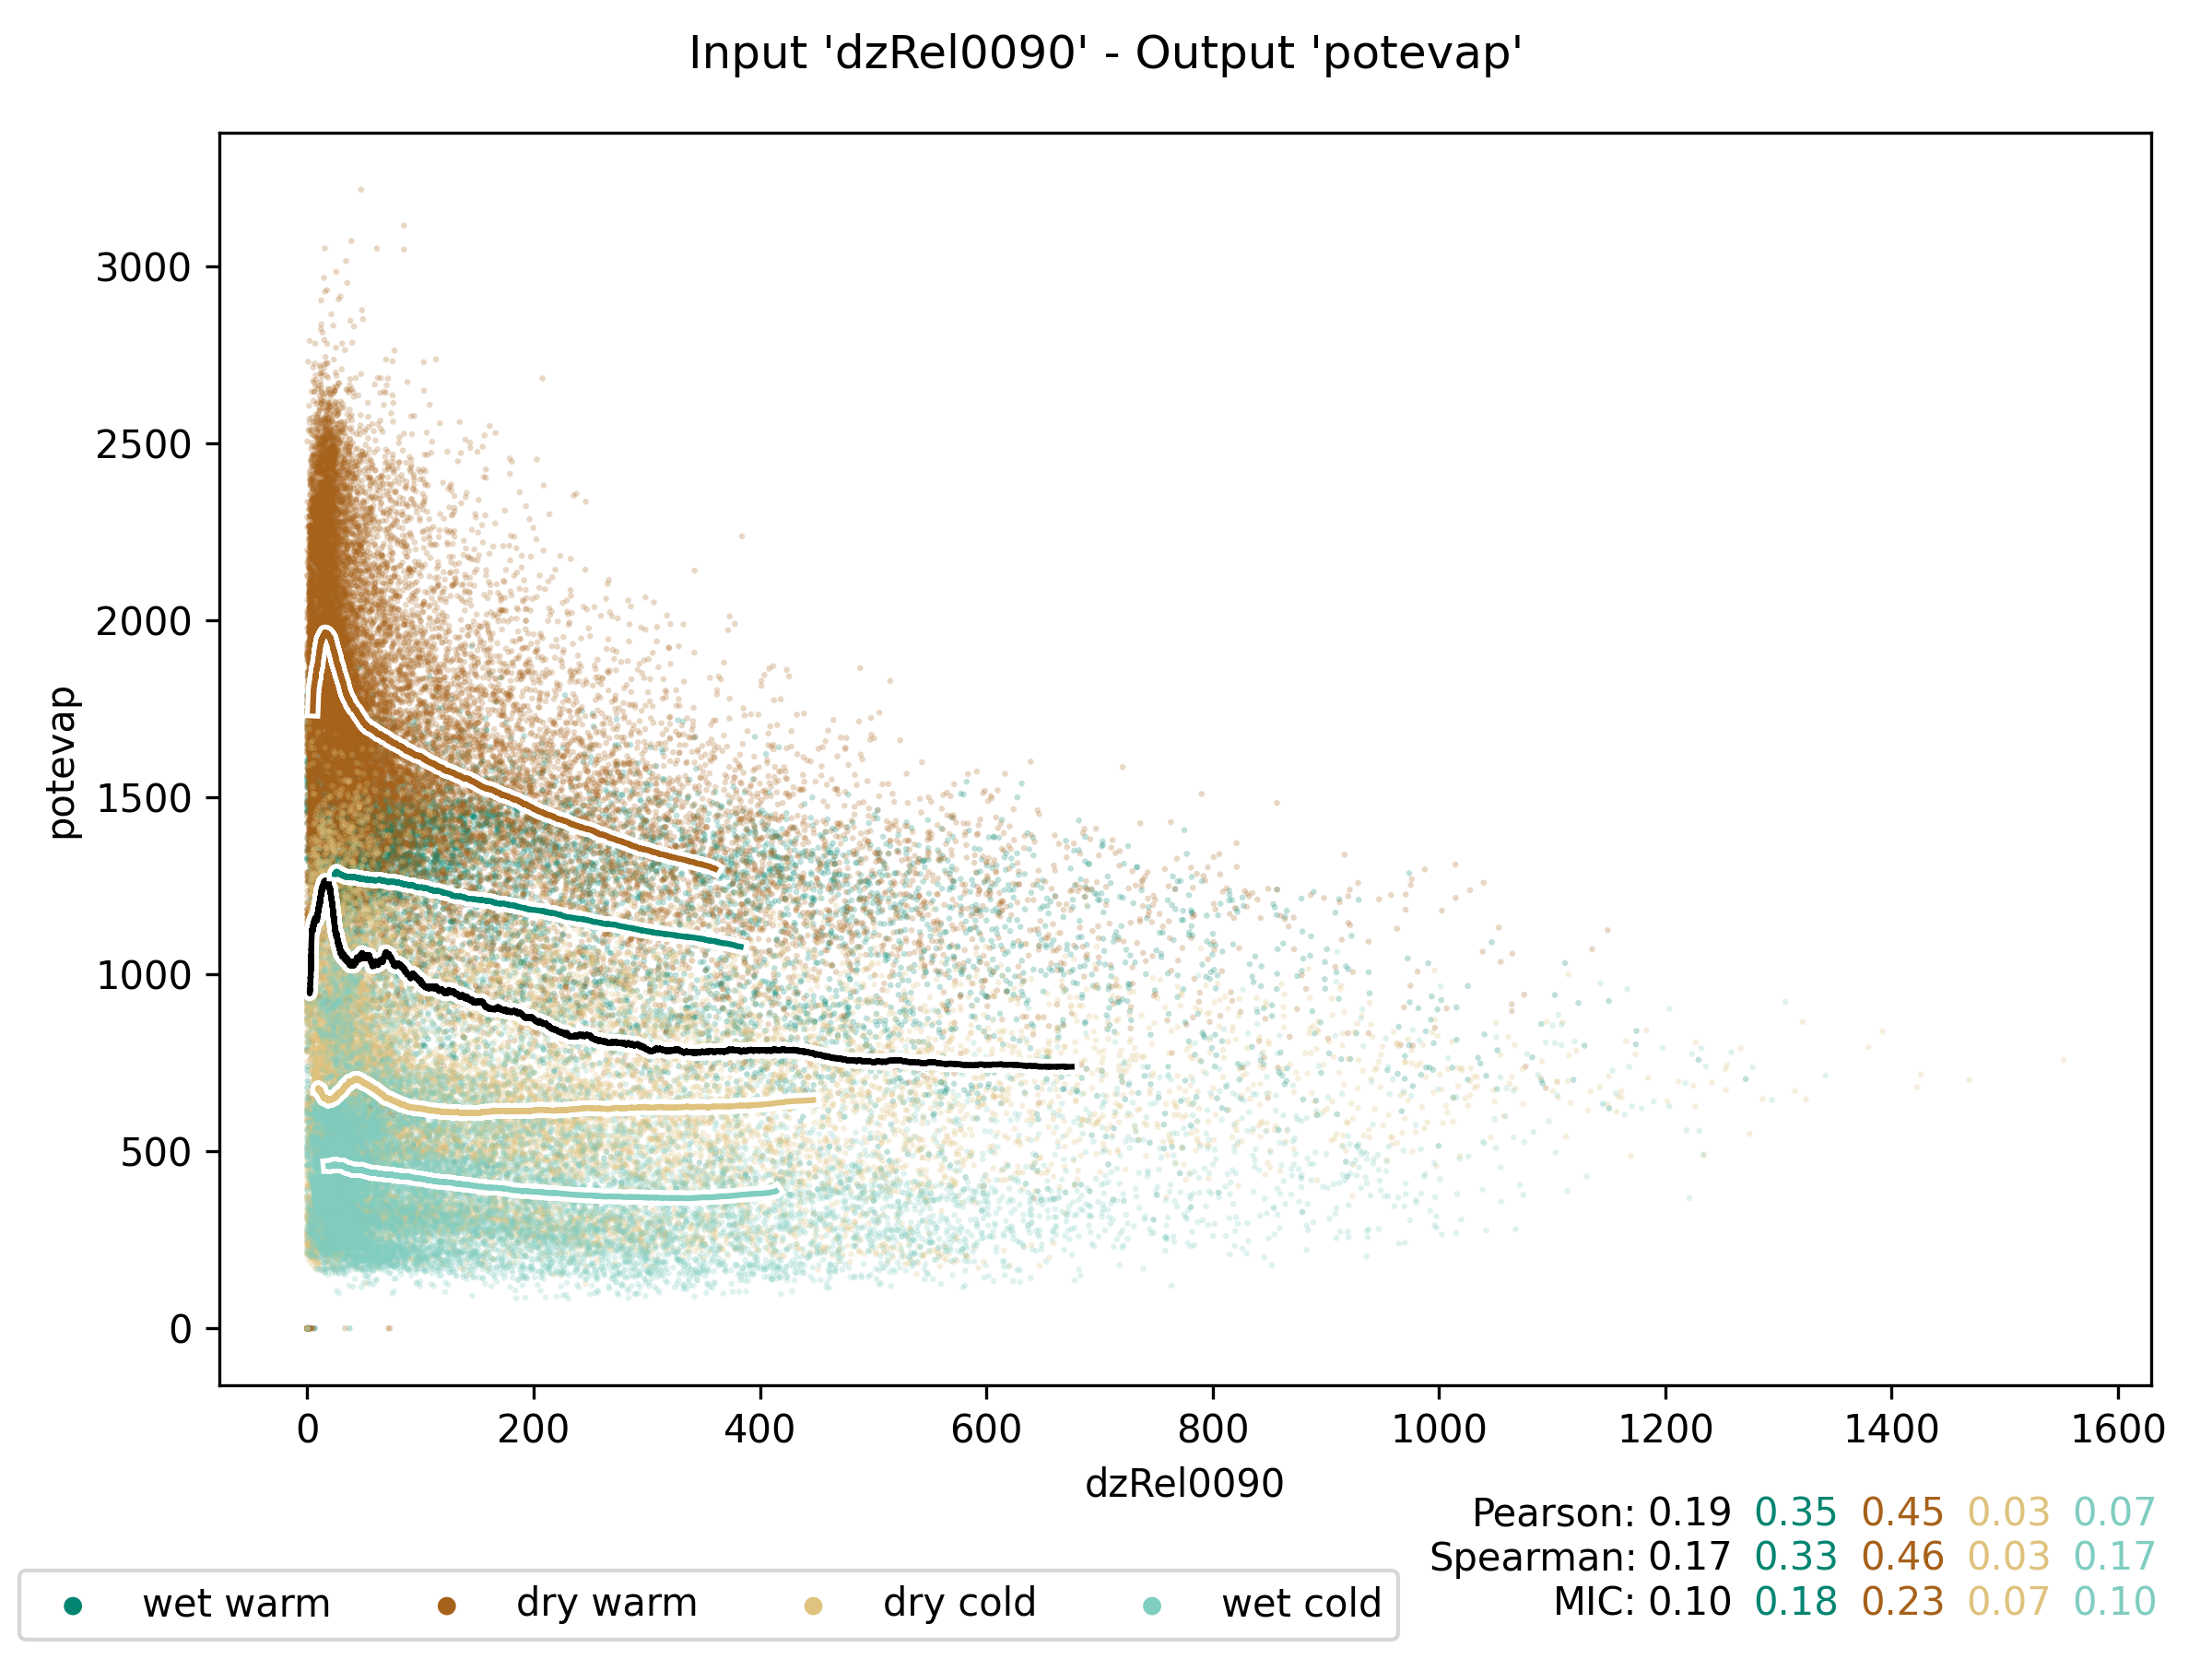 Input 'dzRel0090' - Output 'potevap'
potevap
3000
2500
2000
1500
1000
500
0
0 200 400 600 800 1000 1200 1400 1600
dzRel0090
Pearson: 0.19 0.35 0.45 0.03 0.07
Spearman: 0.17 0.33 0.46 0.03 0.17
MIC: 0.10 0.18 0.23 0.07 0.10
wet warm dry warm dry cold wet cold